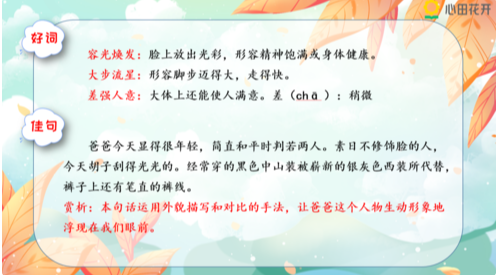 心田花开
好词
容光焕发：脸上放出光彩，形容精神饱满或身体健康。
大步流星：形容脚步迈得大，走得快。
差强人意：大体上还能使人满意。差（chā）：稍微
佳句
爸爸今天显得很年轻，简直和平时判若两人。素日不修饰脸的人，
今天胡子刮得光光的。经常穿的黑色中山装被崭新的银灰色西装所代替，
裤子上还有笔直的裤线。
赏析：本句话运用外貌描写和对比的手法，让爸爸这个人物生动形象地
浮现在我们眼前。